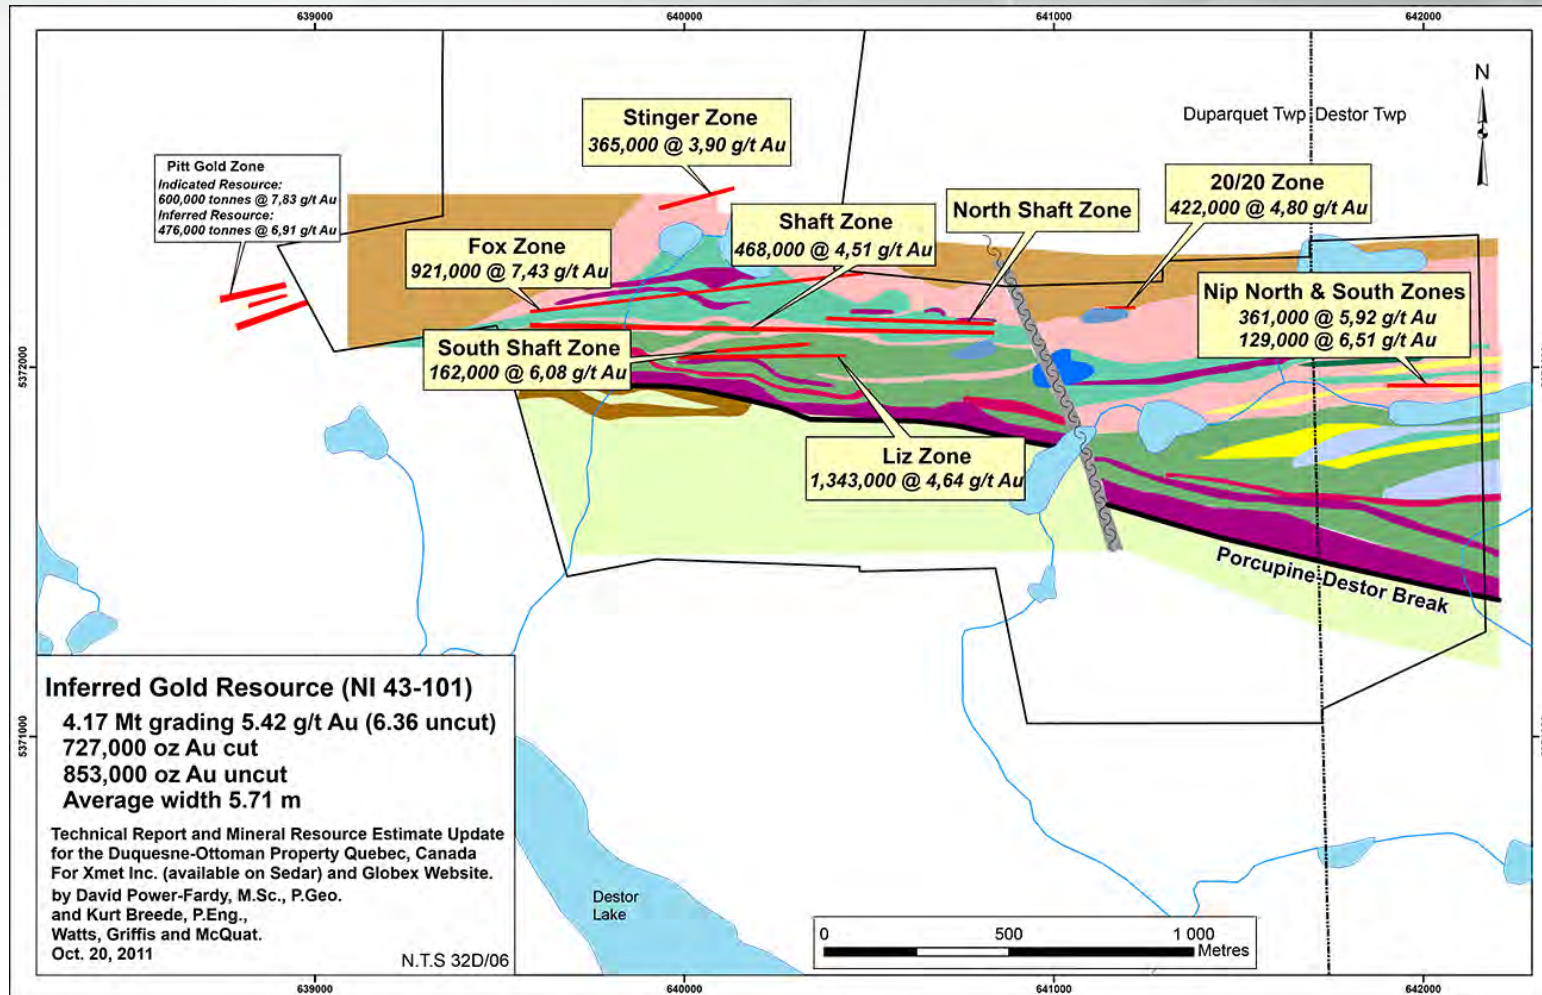 639000
640000
641000
642000
N
Duparquet Twp
Destor Twp
Stinger Zone
365,000 @ 3,90 g/t Au
Pitt Gold Zone
Indicated Resource:
600,000 tonnes @ 7,83 g/t Au
Inferred Resource:
476,000 tonnes @ 6,91 g/t Au
20/20 Zone
422,000 @ 4,80 g/t Au
North Shaft Zone
Shaft Zone
468,000 @ 4,51 g/t Au
Fox Zone
921,000 @ 7,43 g/t Au
Nip North & South Zones
361,000 @ 5,92 g/t Au
129,000 @ 6,51 g/t Au
South Shaft Zone
162,000 @ 6,08 g/t Au
5372000
Liz Zone
1,343,000 @ 4,64 g/t Au
Porcupine-Destor Break
5371000
Inferred Gold Resource (NI 43-101)
4.17 Mt grading 5.42 g/t Au (6.36 uncut)
727,000 oz Au cut
853,000 oz Au uncut
Average width 5.71 m
Technical Report and Mineral Resource Estimate Update
for the Duquesne-Ottoman Property Quebec, Canada
For Xmet Inc. (available on Sedar) and Globex Website.
by David Power-Fardy, M.Sc., P.Geo.
and Kurt Breede, P.Eng.,
Watts, Griffis and McQuat.
Oct. 20, 2011
N.T.S 32D/06
Destor
Lake
0
500
1 000
Metres
639000
640000
641000
642000